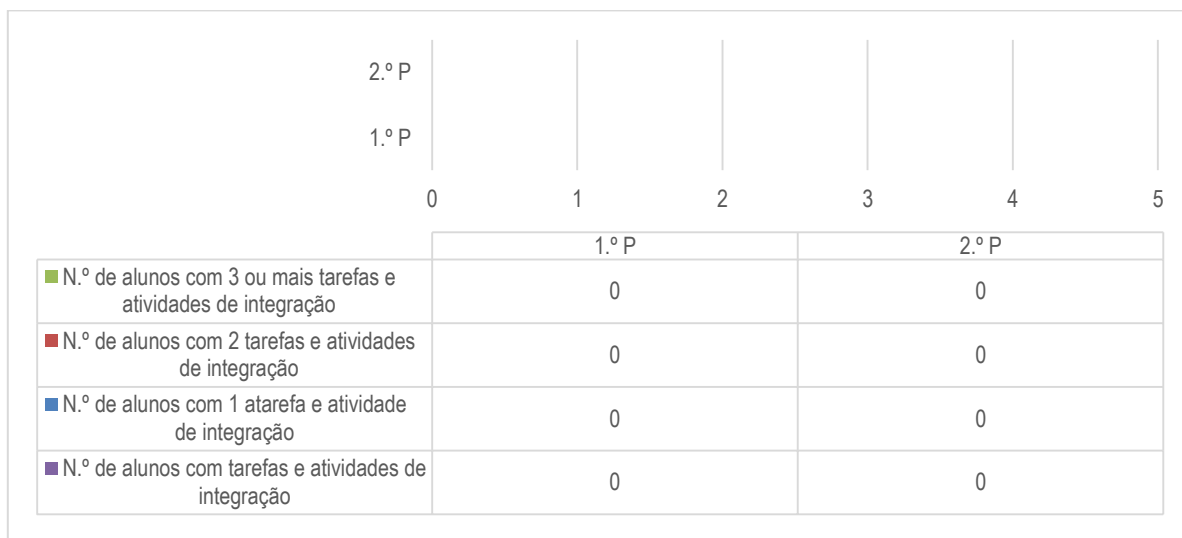 2.º P
1.º P
0 1 2 3 4 5
1.º P 2.º P
N.º de alunos com 3 ou mais tarefas e
atividades de integração 0 0
N.º de alunos com 2 tarefas e atividades
de integração 0 0
N.º de alunos com 1 atarefa e atividade
de integração 0 0
N.º de alunos com tarefas e atividades de
integração 0 0